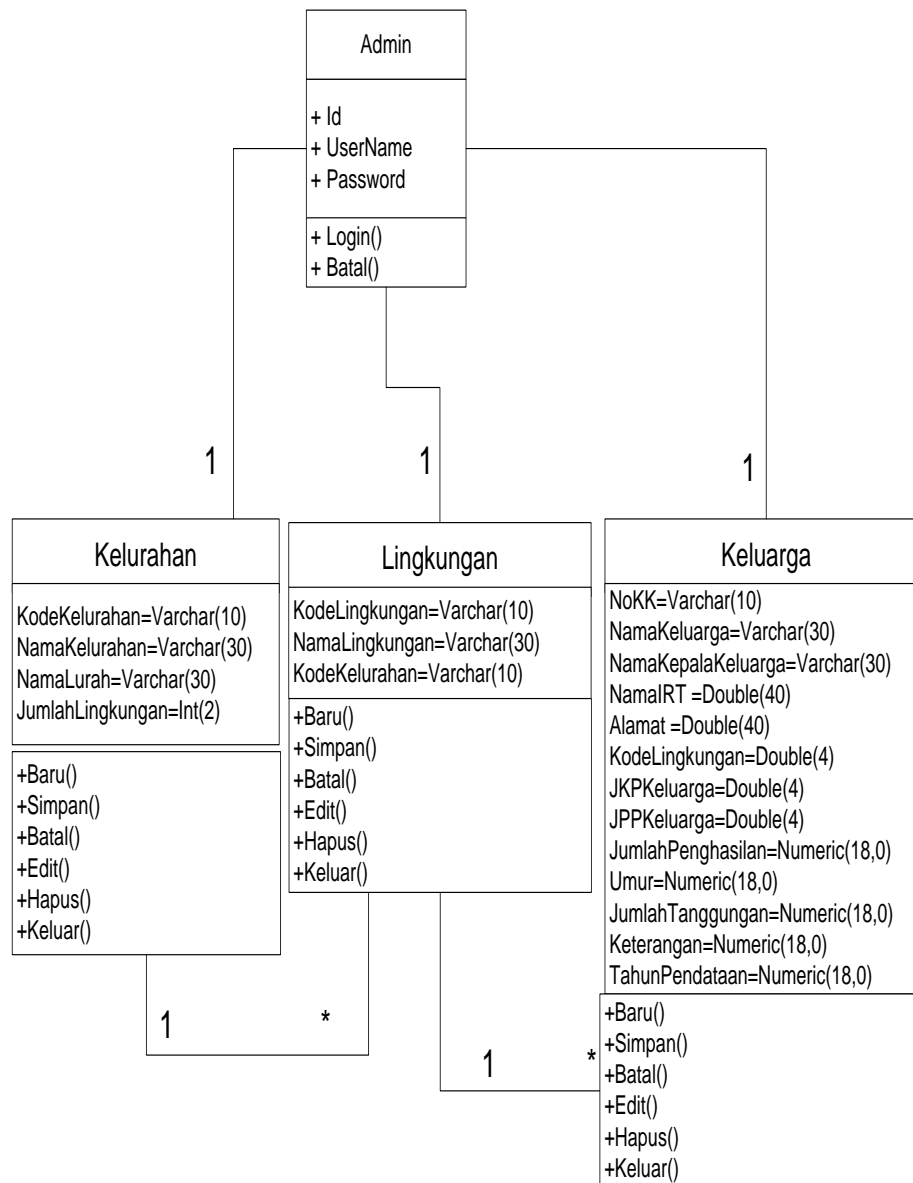 Admin
+ Id
+ UserName
+ Password
+ Login()
+ Batal()
1
1
1
Kelurahan
KodeKelurahan=Varchar(10)
NamaKelurahan=Varchar(30)
NamaLurah=Varchar(30)
JumlahLingkungan=Int(2)
+Baru()
+Simpan()
+Batal()
+Edit()
+Hapus()
+Keluar()
Lingkungan
KodeLingkungan=Varchar(10)
NamaLingkungan=Varchar(30)
KodeKelurahan=Varchar(10)
+Baru()
+Simpan()
+Batal()
+Edit()
+Hapus()
+Keluar()
Keluarga
NoKK=Varchar(10)
NamaKeluarga=Varchar(30)
NamaKepalaKeluarga=Varchar(30)
NamaIRT =Double(40)
Alamat =Double(40)
KodeLingkungan=Double(4)
JKPKeluarga=Double(4)
JPPKeluarga=Double(4)
JumlahPenghasilan=Numeric(18,0)
Umur=Numeric(18,0)
JumlahTanggungan=Numeric(18,0)
Keterangan=Numeric(18,0)
TahunPendataan=Numeric(18,0)
+Baru()
+Simpan()
+Batal()
+Edit()
+Hapus()
+Keluar()
1
*
1
*